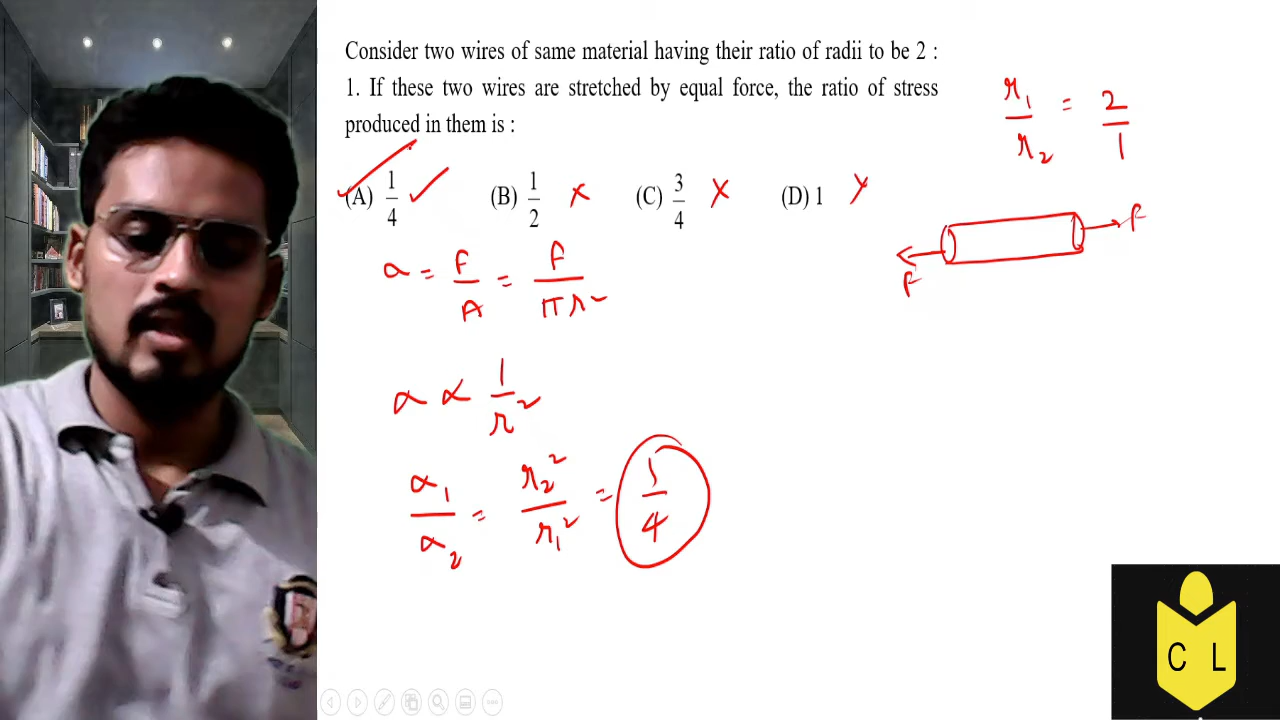 Consider two wires of same material having their ratio of radii to be 2 :
1. If these two wires are stretched by equal force, the ratio of stress
produced in them is :
(A) 1/4 (B) 1/2 (C) 3/4 (D) 1
r₁/r₂ = 2/1
F
F
α = F/A = F/πr²
α ∝ 1/r²
α₁/α₂ = r₂²/r₁² = 1/4
C L